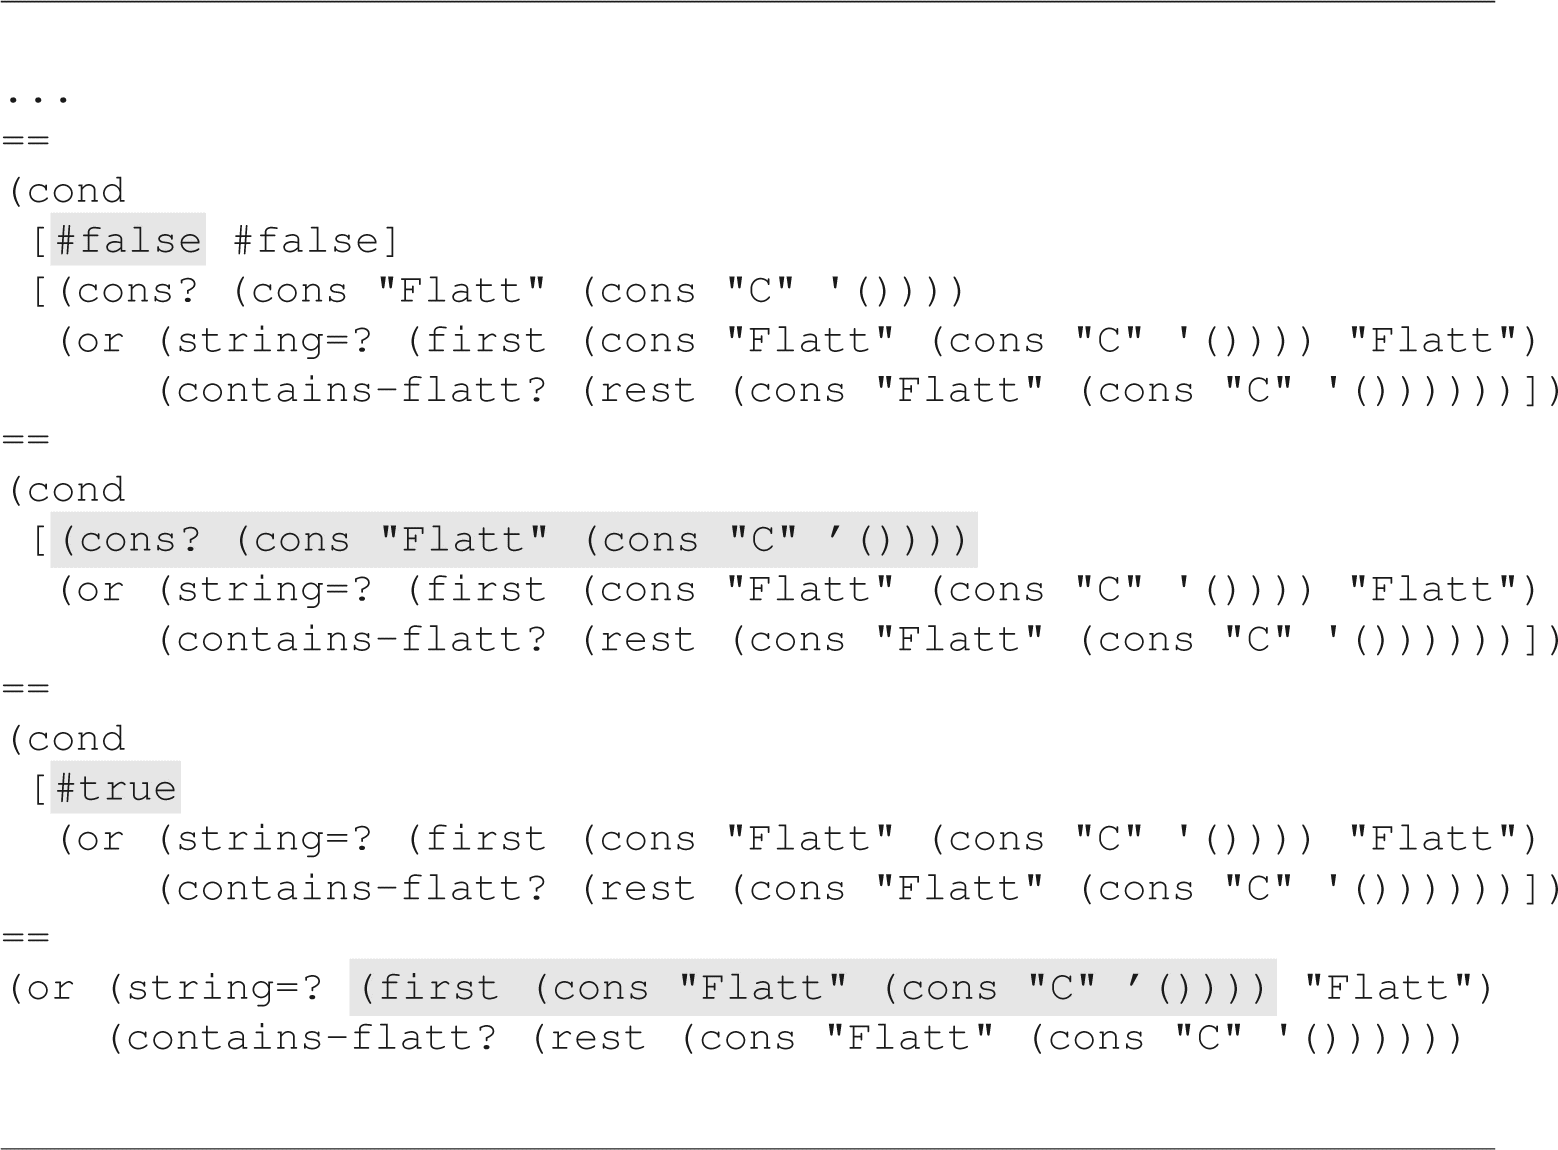 ...
==
(cond
 [#false #false]
 [(cons? (cons "Flatt" (cons "C" '())))
  (or (string=? (first (cons "Flatt" (cons "C" '()))) "Flatt")
      (contains-flatt? (rest (cons "Flatt" (cons "C" '())))))])
==
(cond
 [(cons? (cons "Flatt" (cons "C" ’())))
  (or (string=? (first (cons "Flatt" (cons "C" '()))) "Flatt")
      (contains-flatt? (rest (cons "Flatt" (cons "C" '())))))])
==
(cond
 [#true
  (or (string=? (first (cons "Flatt" (cons "C" '()))) "Flatt")
      (contains-flatt? (rest (cons "Flatt" (cons "C" '())))))])
==
(or (string=? (first (cons "Flatt" (cons "C" ’()))) "Flatt")
    (contains-flatt? (rest (cons "Flatt" (cons "C" '())))))